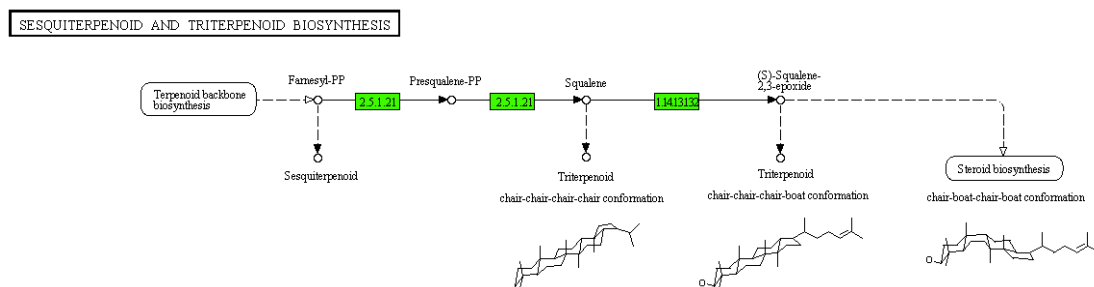 SESQUITERPENOID AND TRITERPENOID BIOSYNTHESIS
Terpenoid backbone
biosynthesis
Farnesyl-PP
2.5.1.21
Presqualene-PP
2.5.1.21
Squalene
1.14.13132
(S)-Squalene-
2,3-epoxide
Sesquiterpenoid
Triterpenoid
chair-chair-chair-chair conformation
Triterpenoid
chair-chair-chair-boat conformation
Steroid biosynthesis
chair-boat-chair-boat conformation
O
O